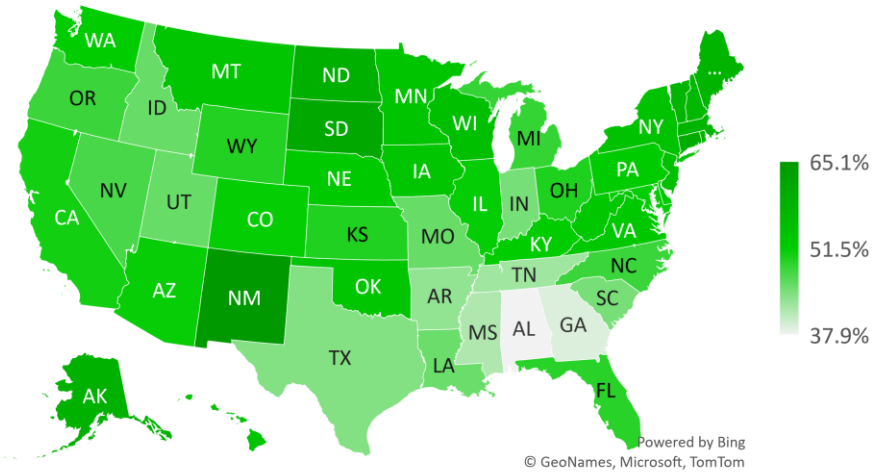 WA
MT
ND
MN
OR
ID
WY
SD
WI
MI
NY
...
NE
IA
PA
NV
UT
CO
IL
IN
OH
CA
KS
MO
KY
VA
AZ
NM
OK
AR
TN
NC
SC
TX
LA
MS
AL
GA
FL
AK
65.1%
51.5%
37.9%
Powered by Bing
© GeoNames, Microsoft, TomTom